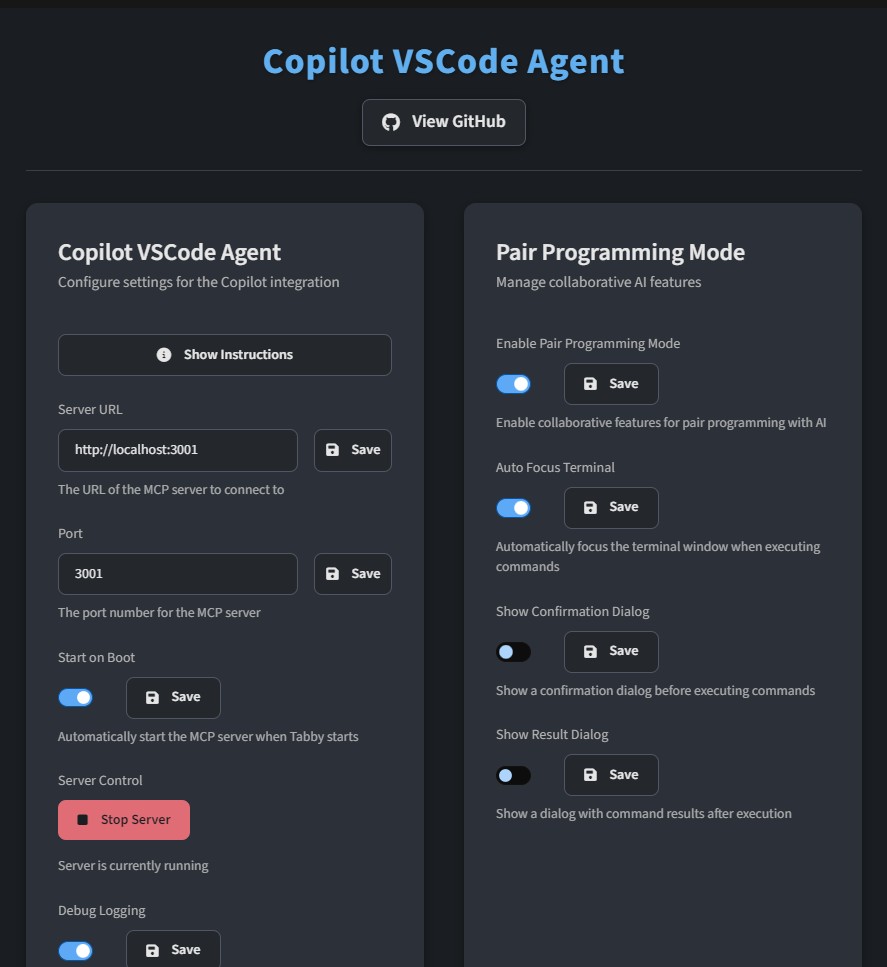 Copilot VSCode Agent
View GitHub
Copilot VSCode Agent
Configure settings for the Copilot integration
Show Instructions
Server URL
http://localhost:3001
Save
The URL of the MCP server to connect to
Port
3001
Save
The port number for the MCP server
Start on Boot
Save
Automatically start the MCP server when Tabby starts
Server Control
Stop Server
Server is currently running
Debug Logging
Save
Pair Programming Mode
Manage collaborative AI features
Enable Pair Programming Mode
Save
Enable collaborative features for pair programming with AI
Auto Focus Terminal
Save
Automatically focus the terminal window when executing
commands
Show Confirmation Dialog
Save
Show a confirmation dialog before executing commands
Show Result Dialog
Save
Show a dialog with command results after execution